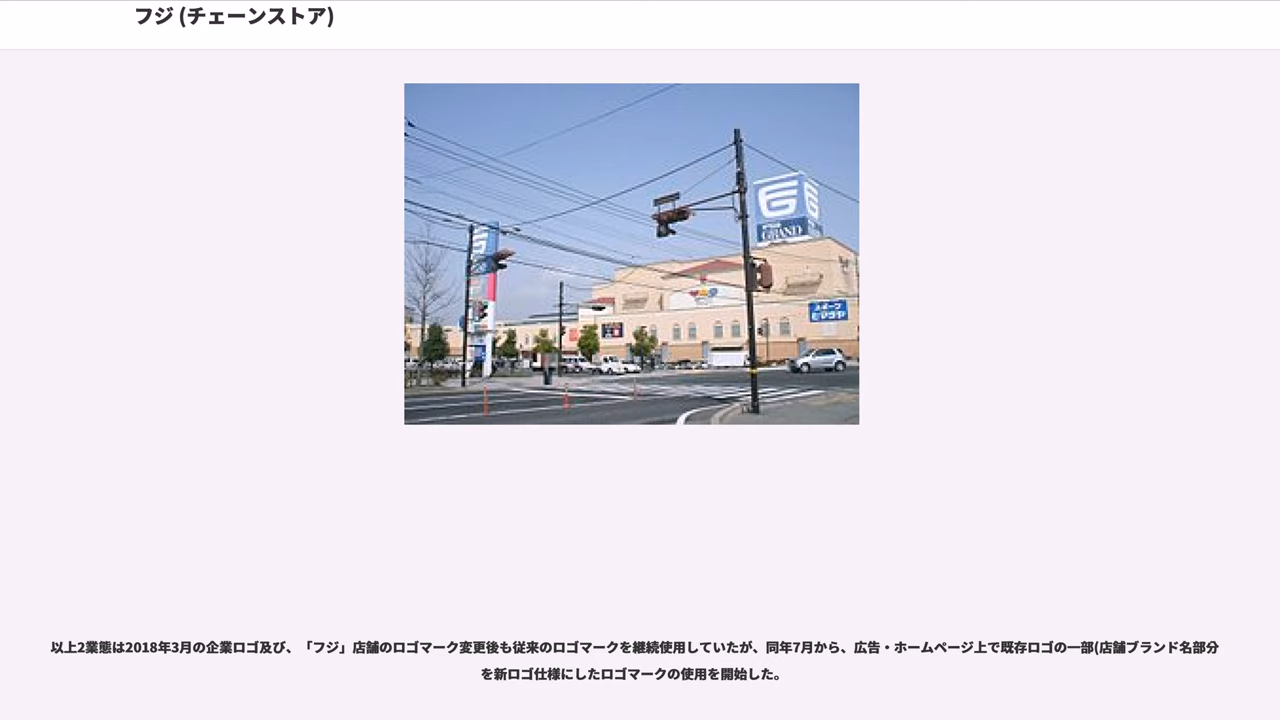 フジ (チェーンストア)
GRAND
スポーツ
ヒマラヤ
以上2業態は2018年3月の企業ロゴ及び、「フジ」店舗のロゴマーク変更後も従来のロゴマークを継続使用していたが、同年7月から、広告・ホームページ上で既存ロゴの一部(店舗ブランド名部分
を新ロゴ仕様にしたロゴマークの使用を開始した。